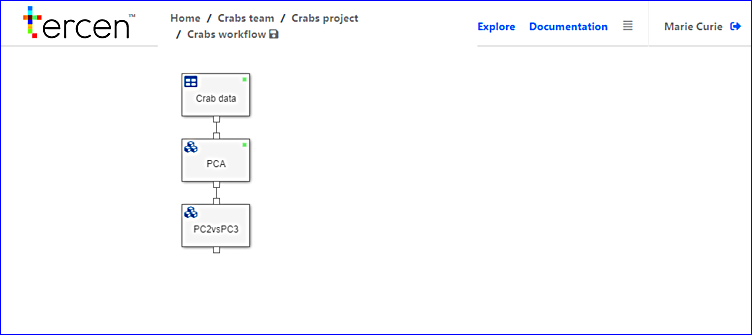 tercen™
Home / Crabs team / Crabs project
/ Crabs workflow
Explore Documentation Marie Curie
Crab data
PCA
PC2vsPC3